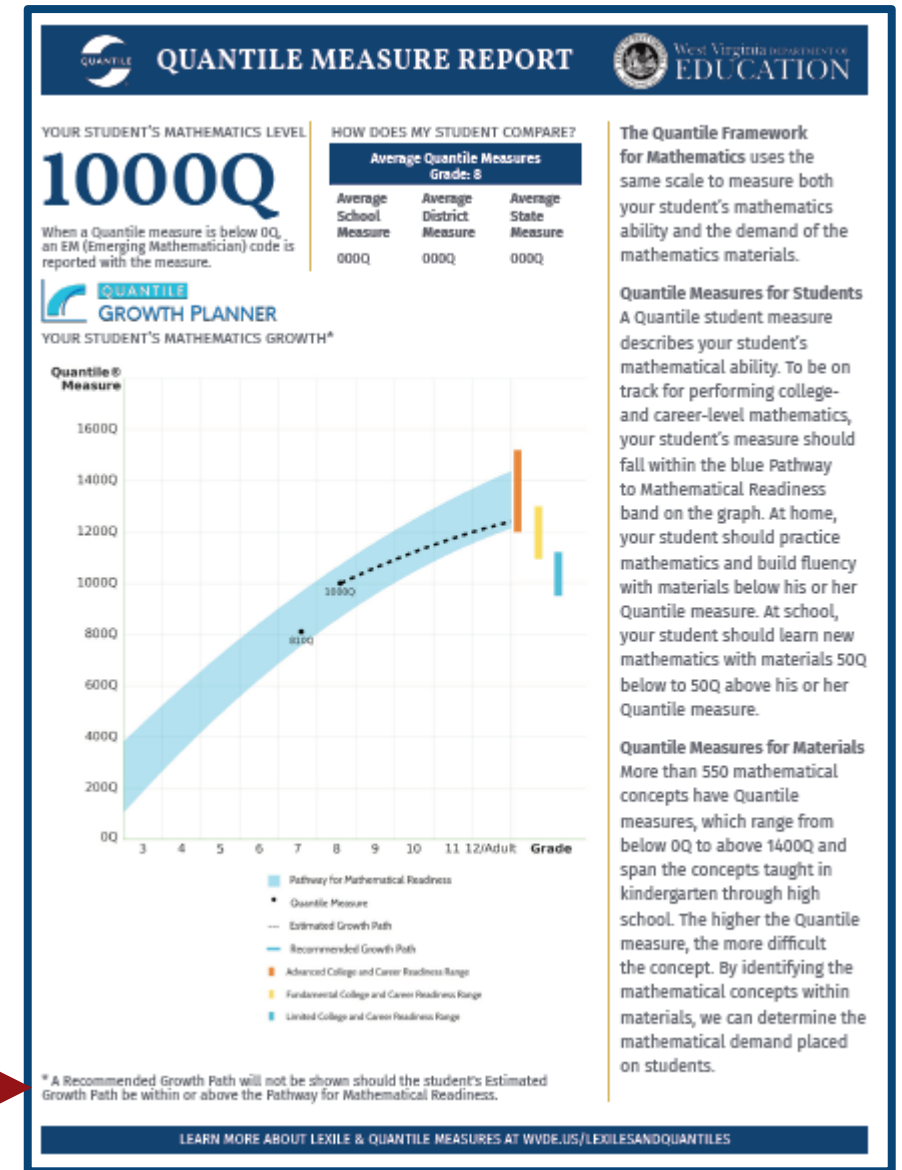 QUANTILE
QUANTILE MEASURE REPORT
West Virginia DEPARTMENT OF
EDUCATION
YOUR STUDENT'S MATHEMATICS LEVEL
1000Q
When a Quantile measure is below 0Q,
an EM (Emerging Mathematician) code is
reported with the measure.
HOW DOES MY STUDENT COMPARE?
Average Quantile Measures
Grade: 8
Average School Measure
Average District Measure
Average State Measure
000Q 000Q 000Q
QUANTILE
GROWTH PLANNER
YOUR STUDENT'S MATHEMATICS GROWTH*
Quantile®
Measure
1600Q
1400Q
1200Q
1000Q
800Q
600Q
400Q
200Q
0Q
1000Q
810Q
3 4 5 6 7 8 9 10 11 12/Adult Grade
Pathway for Mathematical Readiness
Quantile Measure
Estimated Growth Path
Recommended Growth Path
Advanced College and Career Readiness Range
Fundamental College and Career Readiness Range
Limited College and Career Readiness Range
* A Recommended Growth Path will not be shown should the student's Estimated
Growth Path be within or above the Pathway for Mathematical Readiness.
The Quantile Framework
for Mathematics uses the
same scale to measure both
your student's mathematics
ability and the demand of the
mathematics materials.
Quantile Measures for Students
A Quantile student measure
describes your student's
mathematical ability. To be on
track for performing college-
and career-level mathematics,
your student's measure should
fall within the blue Pathway
to Mathematical Readiness
band on the graph. At home,
your student should practice
mathematics and build fluency
with materials below his or her
Quantile measure. At school,
your student should learn new
mathematics with materials 50Q
below to 50Q above his or her
Quantile measure.
Quantile Measures for Materials
More than 550 mathematical
concepts have Quantile
measures, which range from
below 0Q to above 1400Q and
span the concepts taught in
kindergarten through high
school. The higher the Quantile
measure, the more difficult
the concept. By identifying the
mathematical concepts within
materials, we can determine the
mathematical demand placed
on students.
LEARN MORE ABOUT LEXILE & QUANTILE MEASURES AT WVDE.US/LEXILESANDQUANTILES